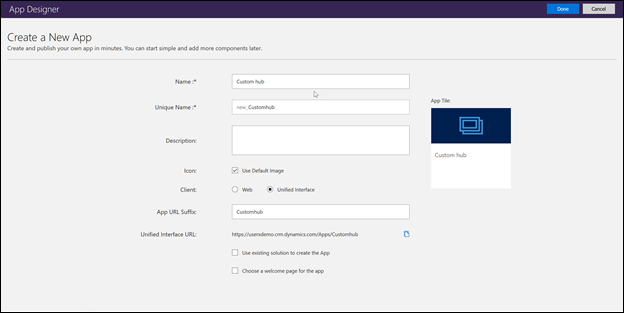 App Designer
Done
Cancel
Create a New App
Create and publish your own app in minutes. You can start simple and add more components later.
Name :*
Custom hub
Unique Name :*
new_Customhub
Description:
Icon:
Use Default Image
Client:
Web
Unified Interface
App URL Suffix:
Customhub
Unified Interface URL:
https://userxdemo.crm.dynamics.com/Apps/Customhub
Use existing solution to create the App
Choose a welcome page for the app
App Tile:
Custom hub